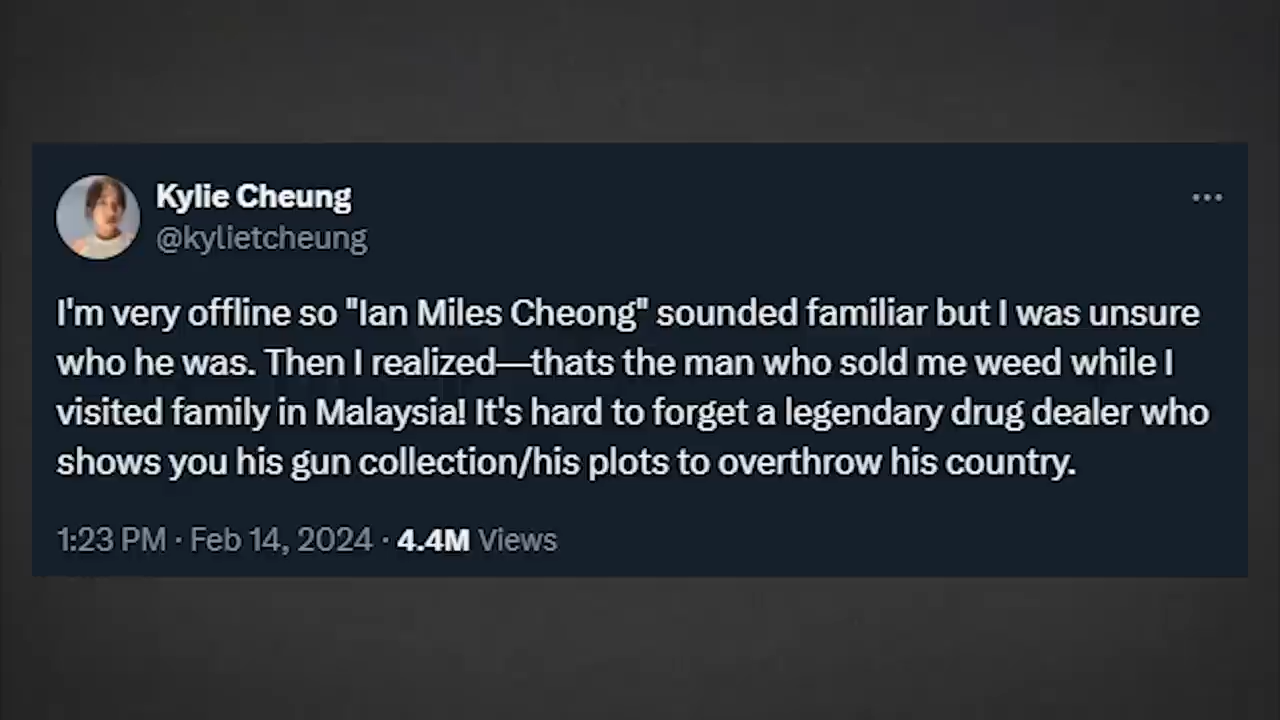 Kylie Cheung
@kylietcheung
I'm very offline so "Ian Miles Cheong" sounded familiar but I was unsure
who he was. Then I realized—thats the man who sold me weed while I
visited family in Malaysia! It's hard to forget a legendary drug dealer who
shows you his gun collection/his plots to overthrow his country.
1:23 PM · Feb 14, 2024 · 4.4M Views